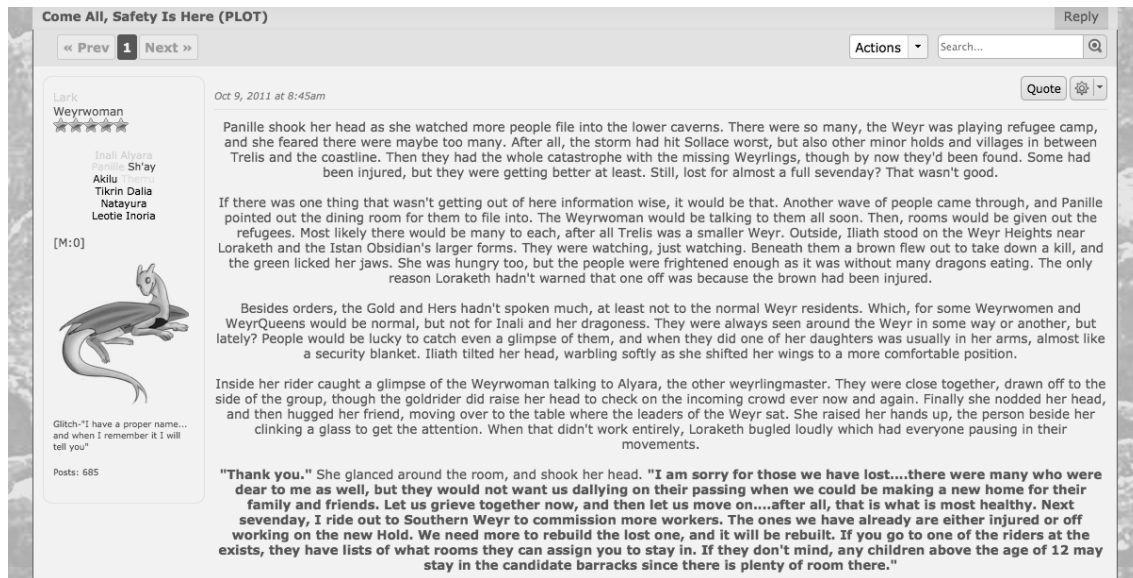 Come All, Safety Is Here (PLOT)
Reply
« Prev 1 Next »
Actions
Search...
Lark
Weyrwoman
Inali Alyara
Panille Sh'ay
Akilu Therru
Tikrin Dalia
Natayura
Leotie Inoria
[M:0]
Glitch-"I have a proper name...
and when I remember it I will
tell you"
Posts: 685
Oct 9, 2011 at 8:45am
Quote
Panille shook her head as she watched more people file into the lower caverns. There were so many, the Weyr was playing refugee camp,
and she feared there were maybe too many. After all, the storm had hit Sollace worst, but also other minor holds and villages in between
Trelis and the coastline. Then they had the whole catastrophe with the missing Weyrlings, though by now they'd been found. Some had
been injured, but they were getting better at least. Still, lost for almost a full sevenday? That wasn't good.
If there was one thing that wasn't getting out of here information wise, it would be that. Another wave of people came through, and Panille
pointed out the dining room for them to file into. The Weyrwoman would be talking to them all soon. Then, rooms would be given out the
refugees. Most likely there would be many to each, after all Trelis was a smaller Weyr. Outside, Iliath stood on the Weyr Heights near
Loraketh and the Istan Obsidian's larger forms. They were watching, just watching. Beneath them a brown flew out to take down a kill, and
the green licked her jaws. She was hungry too, but the people were frightened enough as it was without many dragons eating. The only
reason Loraketh hadn't warned that one off was because the brown had been injured.
Besides orders, the Gold and Hers hadn't spoken much, at least not to the normal Weyr residents. Which, for some Weyrwomen and
WeyrQueens would be normal, but not for Inali and her dragoness. They were always seen around the Weyr in some way or another, but
lately? People would be lucky to catch even a glimpse of them, and when they did one of her daughters was usually in her arms, almost like
a security blanket. Iliath tilted her head, warbling softly as she shifted her wings to a more comfortable position.
Inside her rider caught a glimpse of the Weyrwoman talking to Alyara, the other weyrlingmaster. They were close together, drawn off to the
side of the group, though the goldrider did raise her head to check on the incoming crowd ever now and again. Finally she nodded her head,
and then hugged her friend, moving over to the table where the leaders of the Weyr sat. She raised her hands up, the person beside her
clinking a glass to get the attention. When that didn't work entirely, Loraketh bugled loudly which had everyone pausing in their
movements.
"Thank you." She glanced around the room, and shook her head. "I am sorry for those we have lost....there were many who were
dear to me as well, but they would not want us dallying on their passing when we could be making a new home for their
family and friends. Let us grieve together now, and then let us move on....after all, that is what is most healthy. Next
sevenday, I ride out to Southern Weyr to commission more workers. The ones we have already are either injured or off
working on the new Hold. We need more to rebuild the lost one, and it will be rebuilt. If you go to one of the riders at the
exists, they have lists of what rooms they can assign you to stay in. If they don't mind, any children above the age of 12 may
stay in the candidate barracks since there is plenty of room there."